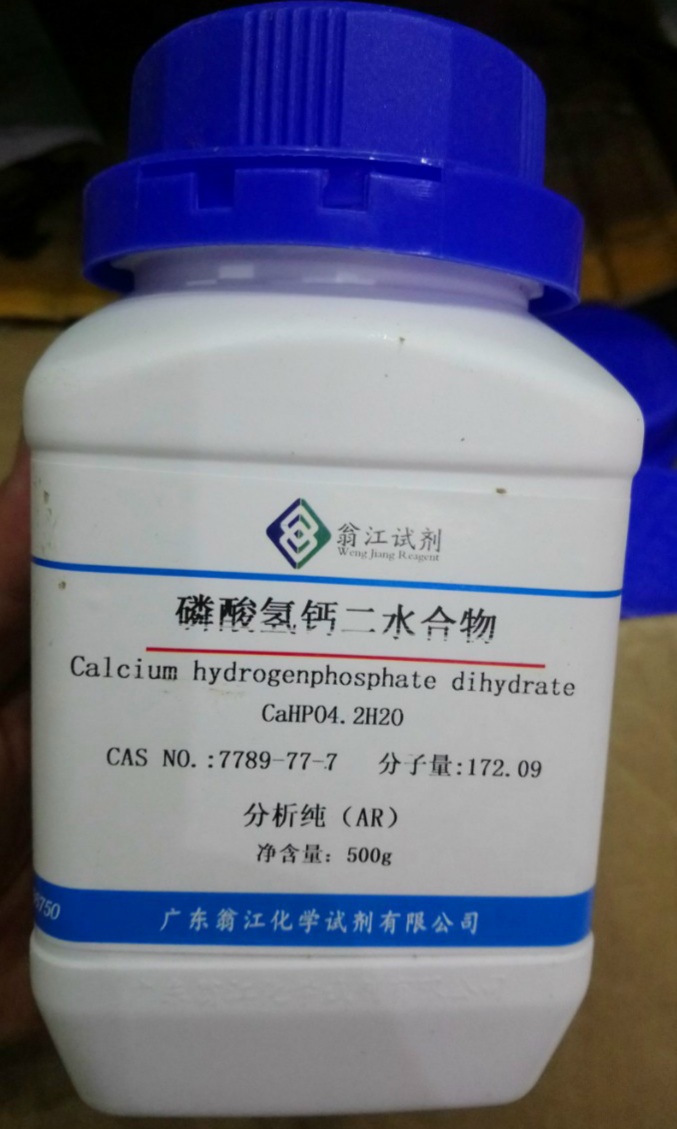 翁江试剂
Weng Jiang Reagent
磷酸氢钙二水合物
Calcium hydrogenphosphate dihydrate
CaHPO4.2H2O
CAS NO.:7789-77-7 分子量:172.09
分析纯（AR）
净含量: 500g
广东翁江化学试剂有限公司